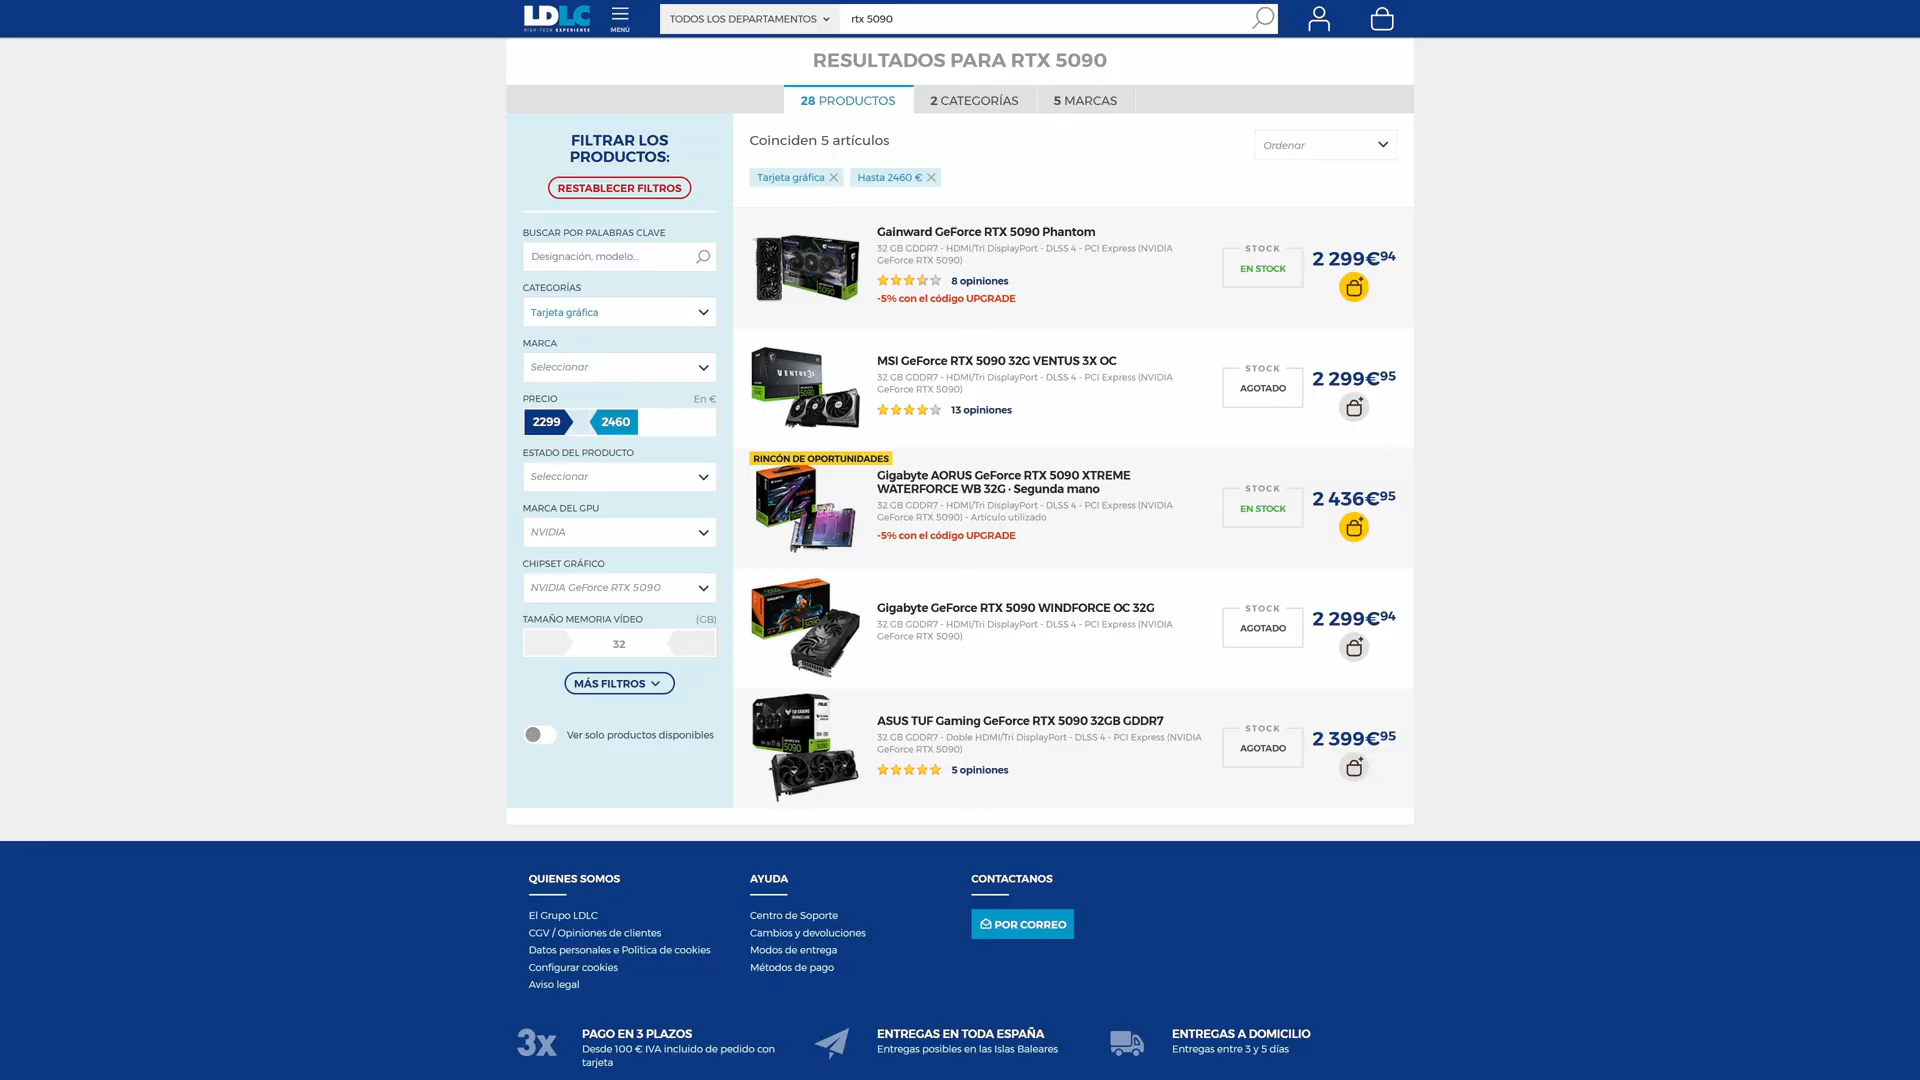 LDLC
HIGH-TECH EXPERIENCE
MENÚ
TODOS LOS DEPARTAMENTOS
rtx 5090
RESULTADOS PARA RTX 5090
28 PRODUCTOS
2 CATEGORÍAS
5 MARCAS
FILTRAR LOS
PRODUCTOS:
RESTABLECER FILTROS
BUSCAR POR PALABRAS CLAVE
Designación, modelo...
CATEGORÍAS
Tarjeta gráfica
MARCA
Seleccionar
PRECIO En €
2299 2460
ESTADO DEL PRODUCTO
Seleccionar
MARCA DEL GPU
NVIDIA
CHIPSET GRÁFICO
NVIDIA GeForce RTX 5090
TAMAÑO MEMORIA VÍDEO (GB)
32
MÁS FILTROS
Ver solo productos disponibles
Coinciden 5 artículos
Ordenar
Tarjeta gráfica
Hasta 2460 €
Gainward GeForce RTX 5090 Phantom
32 GB GDDR7 - HDMI/Tri DisplayPort - DLSS 4 - PCI Express (NVIDIA
GeForce RTX 5090)
8 opiniones
-5% con el código UPGRADE
STOCK
EN STOCK
2 299€94
MSI GeForce RTX 5090 32G VENTUS 3X OC
32 GB GDDR7 - HDMI/Tri DisplayPort - DLSS 4 - PCI Express (NVIDIA
GeForce RTX 5090)
13 opiniones
STOCK
AGOTADO
2 299€95
RINCÓN DE OPORTUNIDADES
Gigabyte AORUS GeForce RTX 5090 XTREME
WATERFORCE WB 32G · Segunda mano
32 GB GDDR7 - HDMI/Tri DisplayPort - DLSS 4 - PCI Express (NVIDIA
GeForce RTX 5090) - Artículo utilizado
-5% con el código UPGRADE
STOCK
EN STOCK
2 436€95
Gigabyte GeForce RTX 5090 WINDFORCE OC 32G
32 GB GDDR7 - HDMI/Tri DisplayPort - DLSS 4 - PCI Express (NVIDIA
GeForce RTX 5090)
STOCK
AGOTADO
2 299€94
ASUS TUF Gaming GeForce RTX 5090 32GB GDDR7
32 GB GDDR7 - Doble HDMI/Tri DisplayPort - DLSS 4 - PCI Express (NVIDIA
GeForce RTX 5090)
5 opiniones
STOCK
AGOTADO
2 399€95
QUIENES SOMOS
El Grupo LDLC
CGV / Opiniones de clientes
Datos personales e Politica de cookies
Configurar cookies
Aviso legal
AYUDA
Centro de Soporte
Cambios y devoluciones
Modos de entrega
Métodos de pago
CONTACTANOS
POR CORREO
3x
PAGO EN 3 PLAZOS
Desde 100 € IVA incluido de pedido con
tarjeta
ENTREGAS EN TODA ESPAÑA
Entregas posibles en las Islas Baleares
ENTREGAS A DOMICILIO
Entregas entre 3 y 5 días